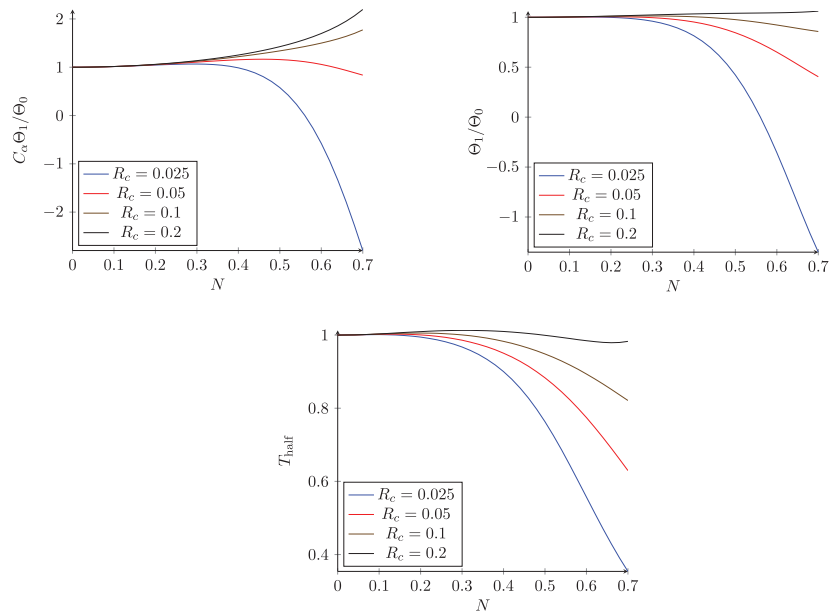 2
1
0
−1
−2
0 0.1 0.2 0.3 0.4 0.5 0.6 0.7
N
C_αΘ_1/Θ_0
R_c = 0.025
R_c = 0.05
R_c = 0.1
R_c = 0.2
1
0.5
0
−0.5
−1
0 0.1 0.2 0.3 0.4 0.5 0.6 0.7
N
Θ_1/Θ_0
R_c = 0.025
R_c = 0.05
R_c = 0.1
R_c = 0.2
1
0.8
0.6
0.4
0 0.1 0.2 0.3 0.4 0.5 0.6 0.7
N
T_half
R_c = 0.025
R_c = 0.05
R_c = 0.1
R_c = 0.2